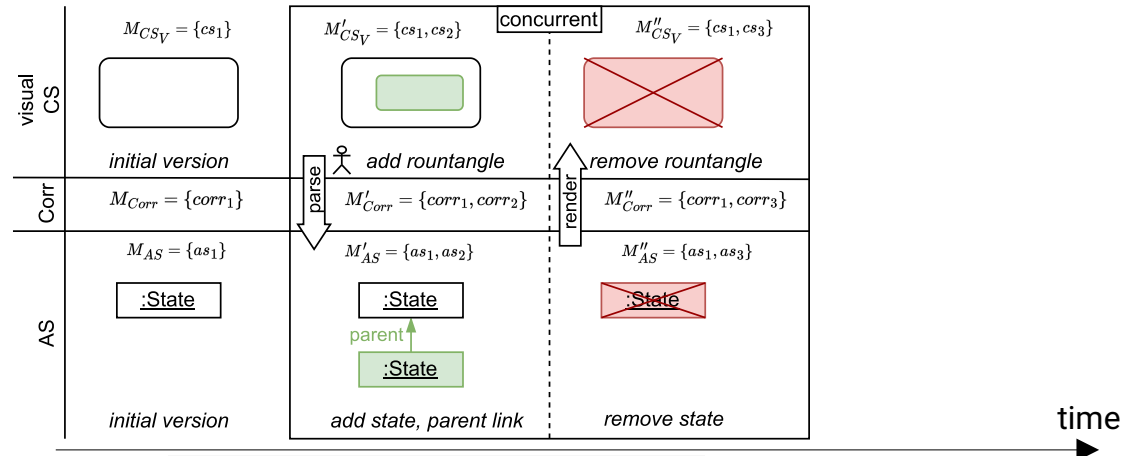 concurrent
visual
CS
M_{CS_V} = {cs_1}
M'_{CS_V} = {cs_1, cs_2}
M''_{CS_V} = {cs_1, cs_3}
initial version
add rountangle
remove rountangle
parse
render
Corr
M_{Corr} = {corr_1}
M'_{Corr} = {corr_1, corr_2}
M''_{Corr} = {corr_1, corr_3}
AS
M_{AS} = {as_1}
M'_{AS} = {as_1, as_2}
M''_{AS} = {as_1, as_3}
:State
:State
:State
parent
:State
initial version
add state, parent link
remove state
time